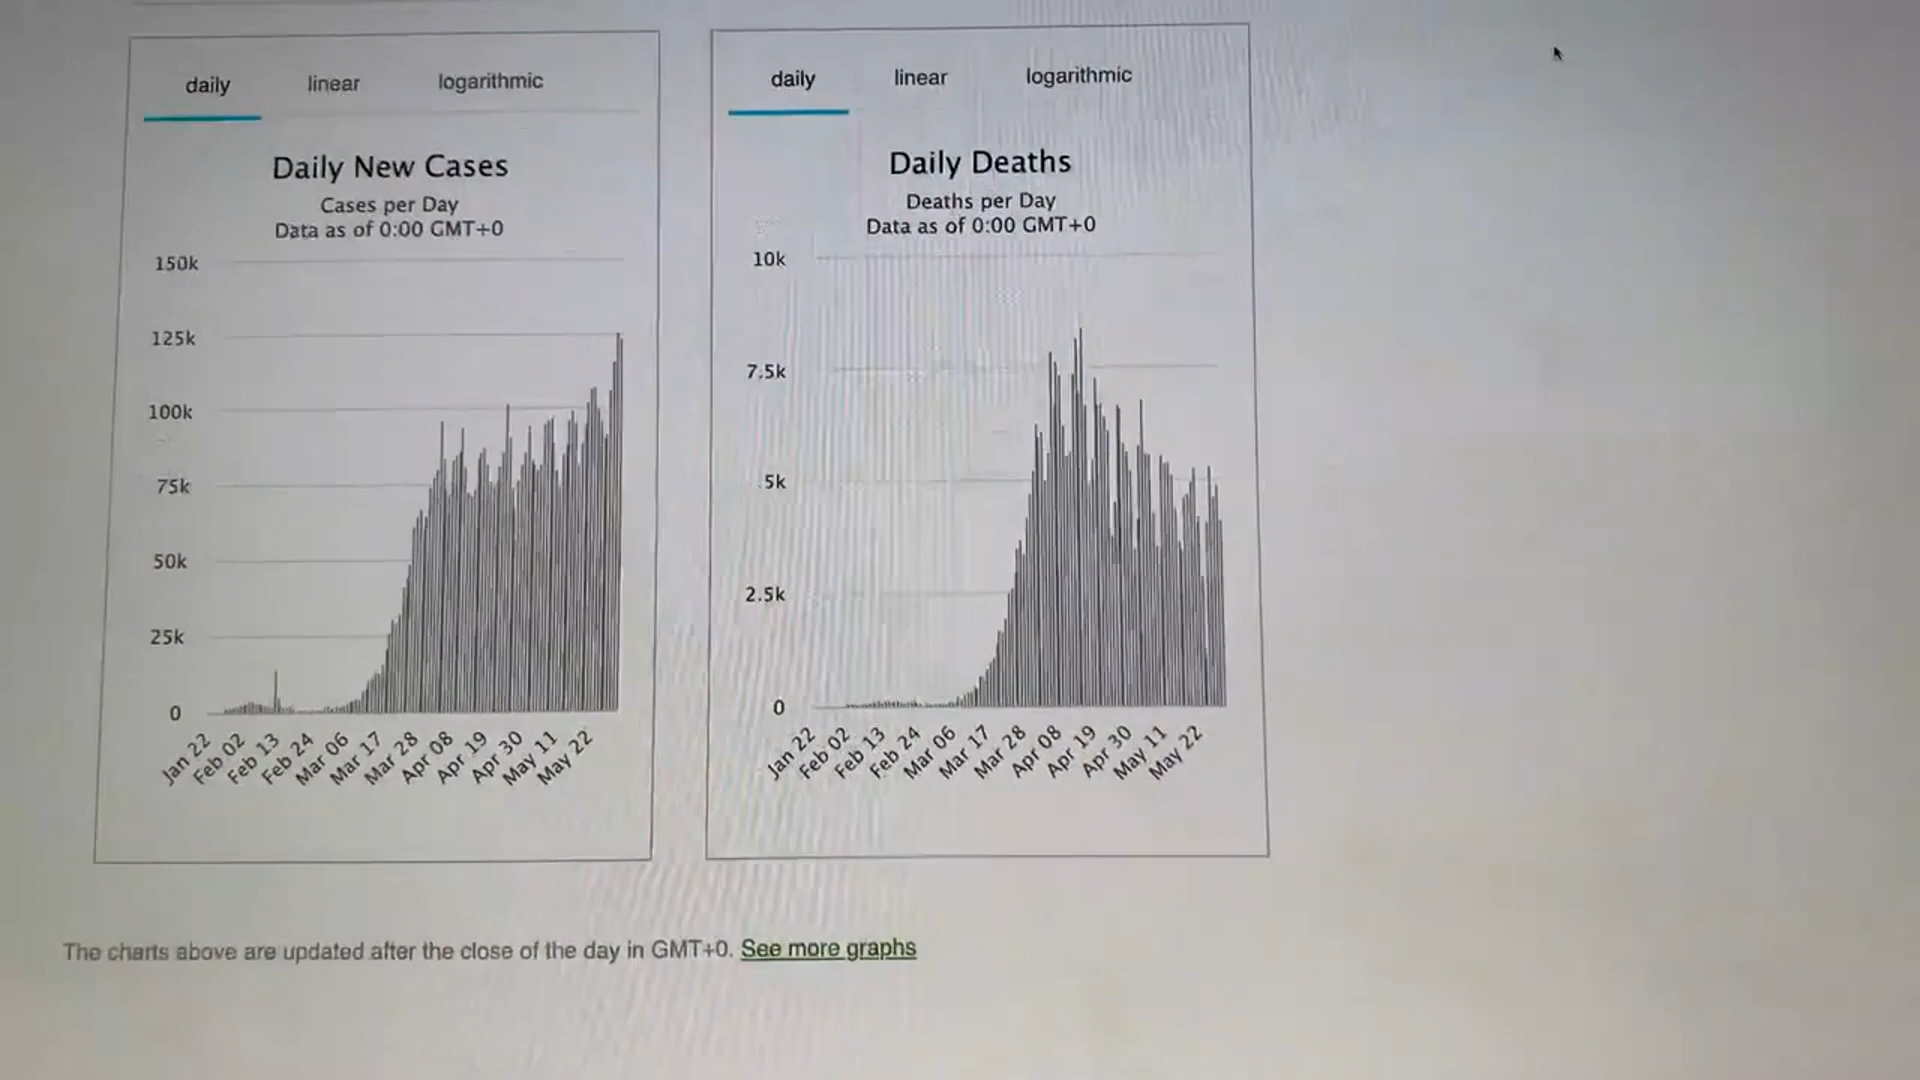 daily linear logarithmic
Daily New Cases
Cases per Day
Data as of 0:00 GMT+0
150k
125k
100k
75k
50k
25k
0
Jan 22 Feb 02 Feb 13 Feb 24 Mar 06 Mar 17 Mar 28 Apr 08 Apr 19 Apr 30 May 11 May 22
daily linear logarithmic
Daily Deaths
Deaths per Day
Data as of 0:00 GMT+0
10k
7.5k
5k
2.5k
0
Jan 22 Feb 02 Feb 13 Feb 24 Mar 06 Mar 17 Mar 28 Apr 08 Apr 19 Apr 30 May 11 May 22
The charts above are updated after the close of the day in GMT+0. See more graphs